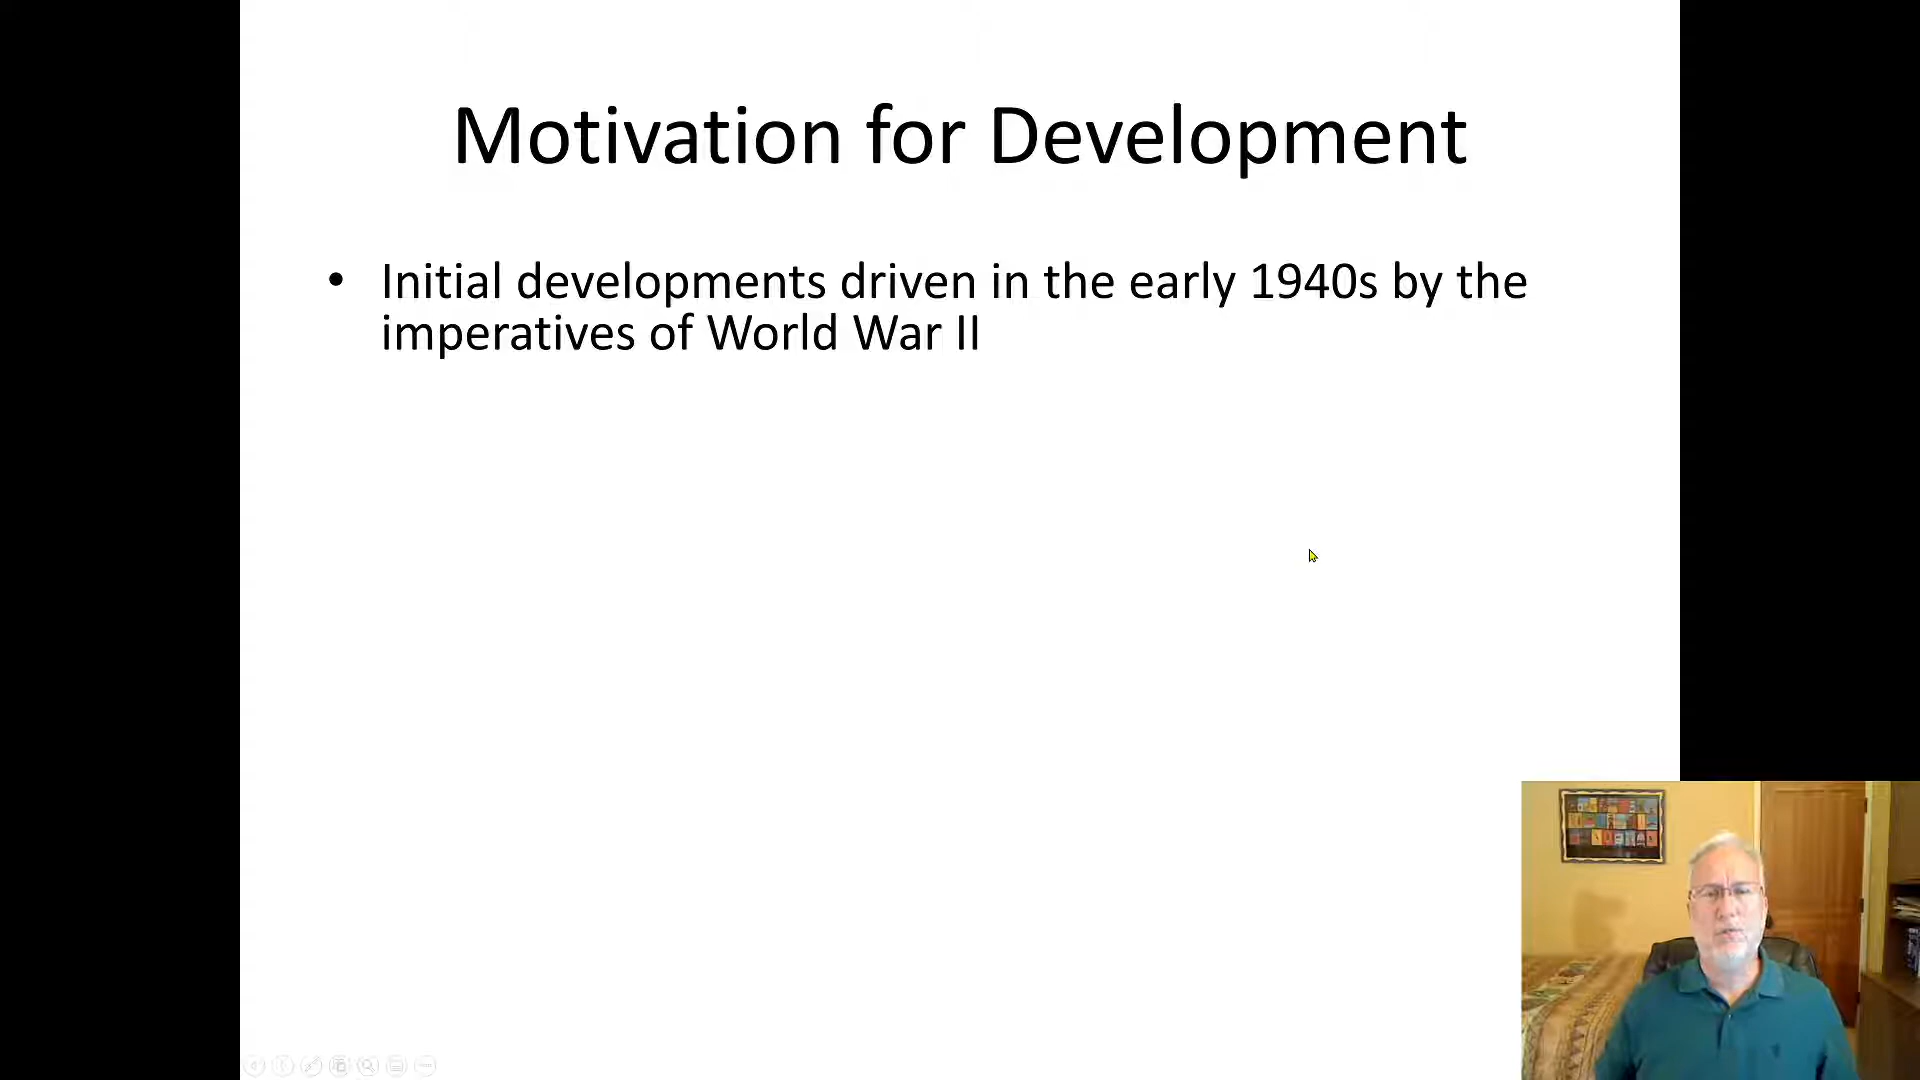 Motivation for Development
• Initial developments driven in the early 1940s by the
imperatives of World War II